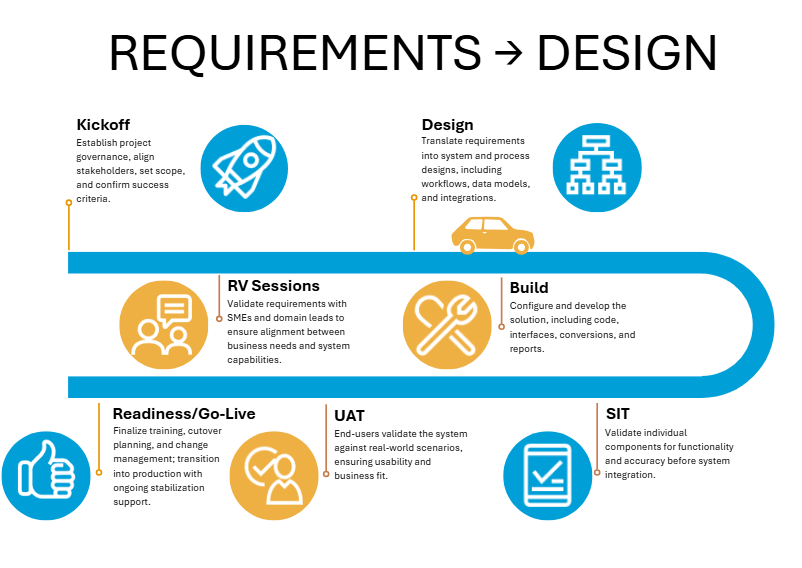 REQUIREMENTS → DESIGN
Kickoff
Establish project
governance, align
stakeholders, set scope,
and confirm success
criteria.
Design
Translate requirements
into system and process
designs, including
workflows, data models,
and integrations.
RV Sessions
Validate requirements with
SMEs and domain leads to
ensure alignment between
business needs and system
capabilities.
Build
Configure and develop the
solution, including code,
interfaces, conversions, and
reports.
Readiness/Go-Live
Finalize training, cutover
planning, and change
management; transition
into production with
ongoing stabilization
support.
UAT
End-users validate the system
against real-world scenarios,
ensuring usability and
business fit.
SIT
Validate individual
components for functionality
and accuracy before system
integration.